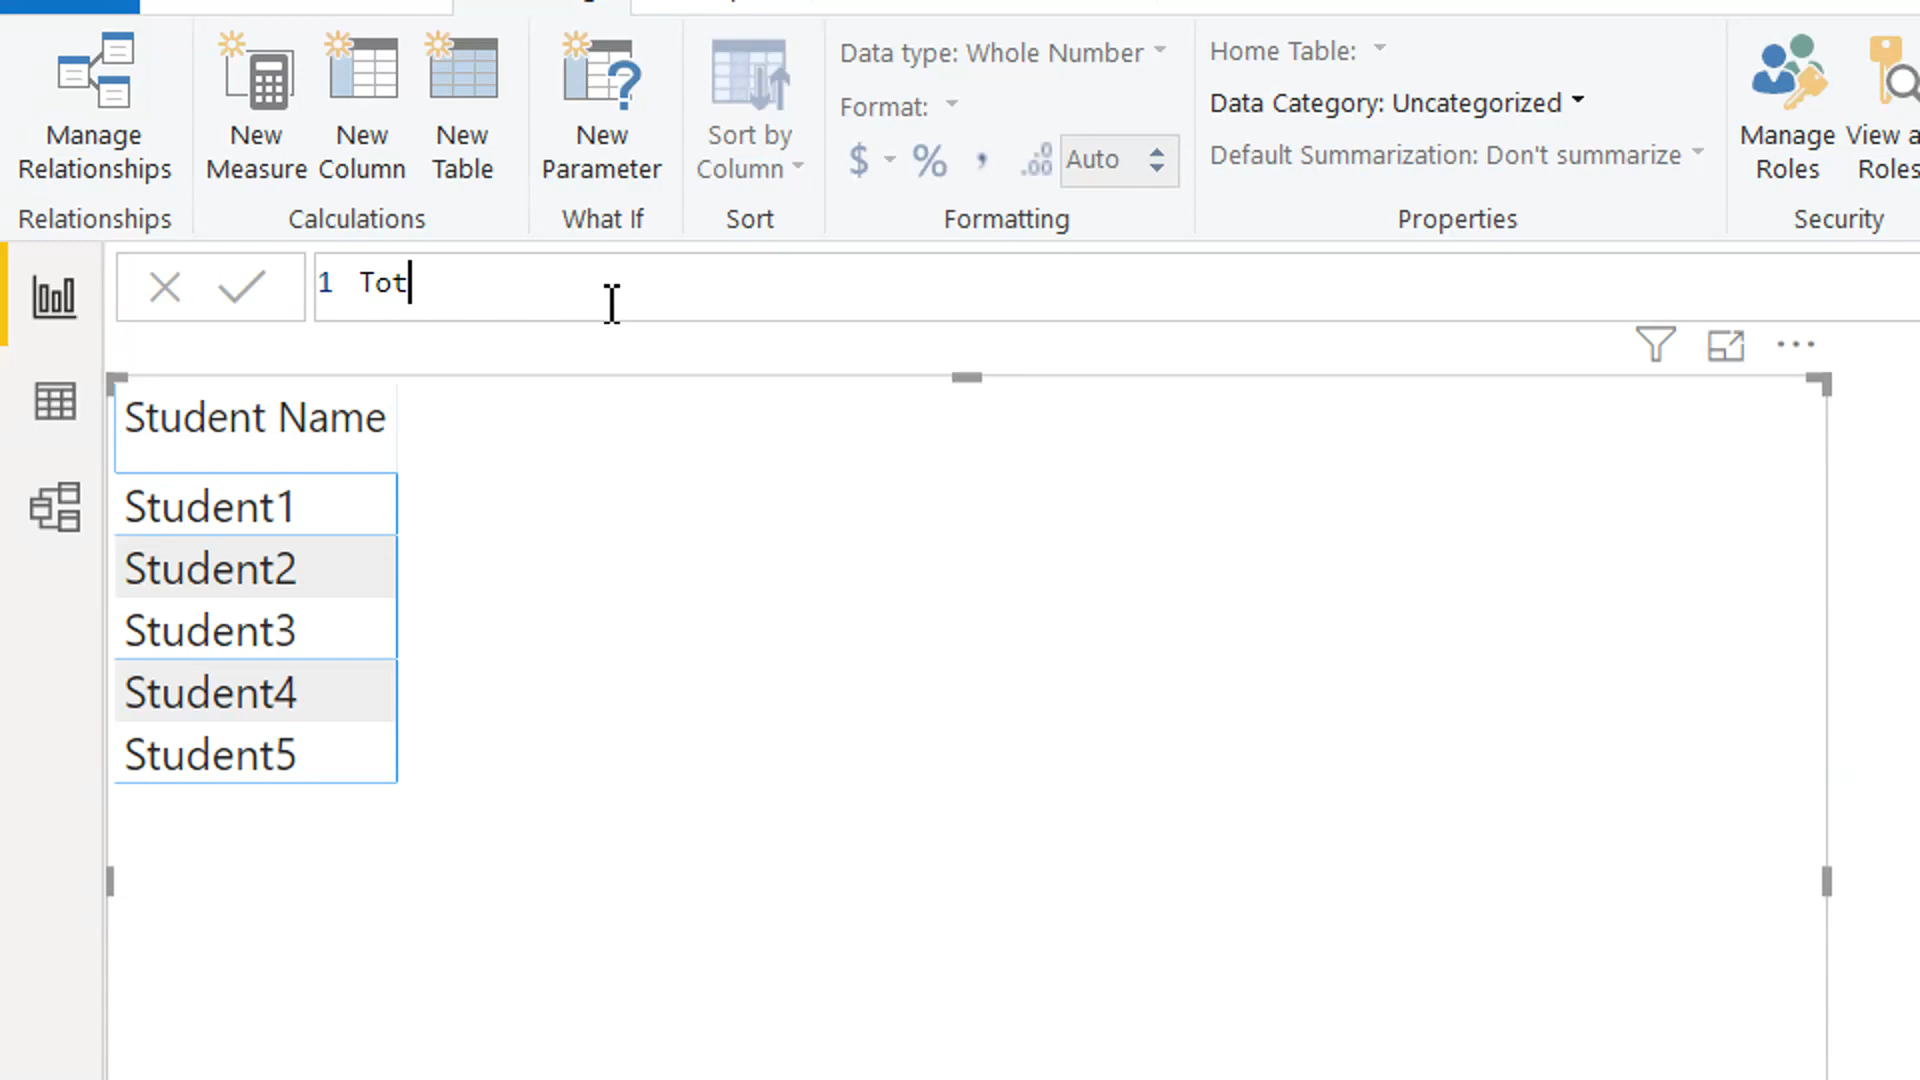 Manage Relationships
New Measure
New Column
New Table
New Parameter
Sort by Column
Data type: Whole Number
Format:
$ % , .00 Auto
Home Table:
Data Category: Uncategorized
Default Summarization: Don't summarize
Manage Roles
View a
Roles
Relationships
Calculations
What If
Sort
Formatting
Properties
Security
1 Tot
Student Name
Student1
Student2
Student3
Student4
Student5